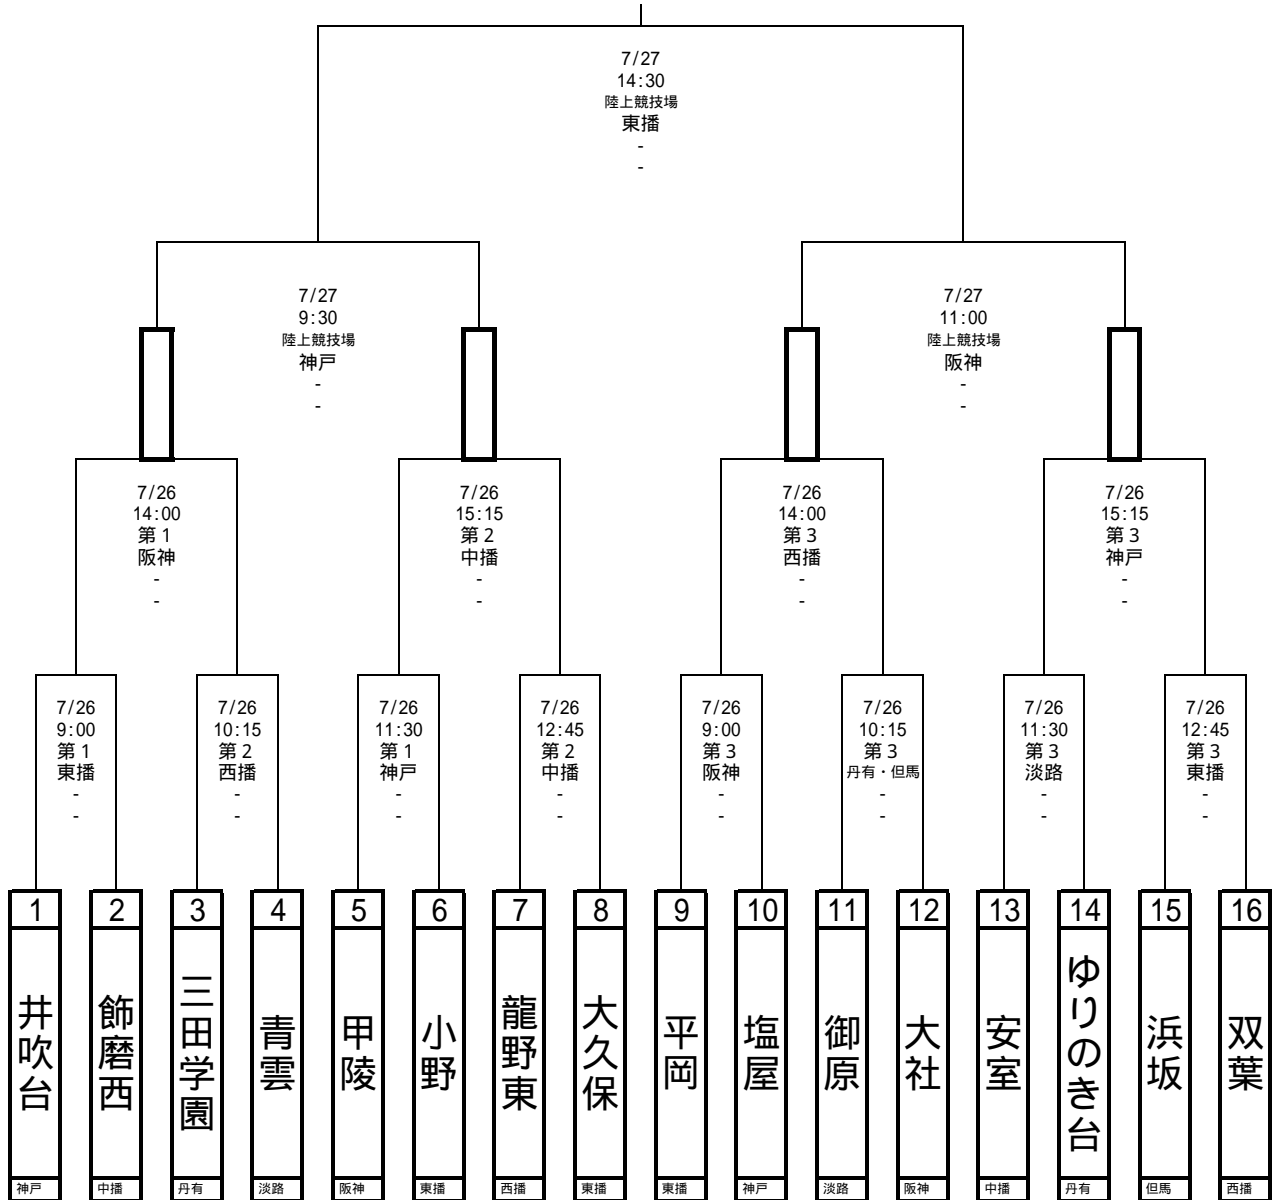 7/27
14:30
陸上競技場
東播
-
-
7/27
9:30
陸上競技場
神戸
-
-
7/27
11:00
陸上競技場
阪神
-
-
7/26
14:00
第1
阪神
-
-
7/26
15:15
第2
中播
-
-
7/26
14:00
第3
西播
-
-
7/26
15:15
第3
神戸
-
-
7/26
9:00
第1
東播
-
-
7/26
10:15
第2
西播
-
-
7/26
11:30
第1
神戸
-
-
7/26
12:45
第2
中播
-
-
7/26
9:00
第3
阪神
-
-
7/26
10:15
第3
丹有・但馬
-
-
7/26
11:30
第3
淡路
-
-
7/26
12:45
第3
東播
-
-
1
井吹台
神戸
2
飾磨西
中播
3
三田学園
丹有
4
青雲
淡路
5
甲陵
阪神
6
小野
東播
7
龍野東
西播
8
大久保
東播
9
平岡
東播
10
塩屋
神戸
11
御原
淡路
12
大社
阪神
13
安室
中播
14
ゆりのき台
丹有
15
浜坂
但馬
16
双葉
西播